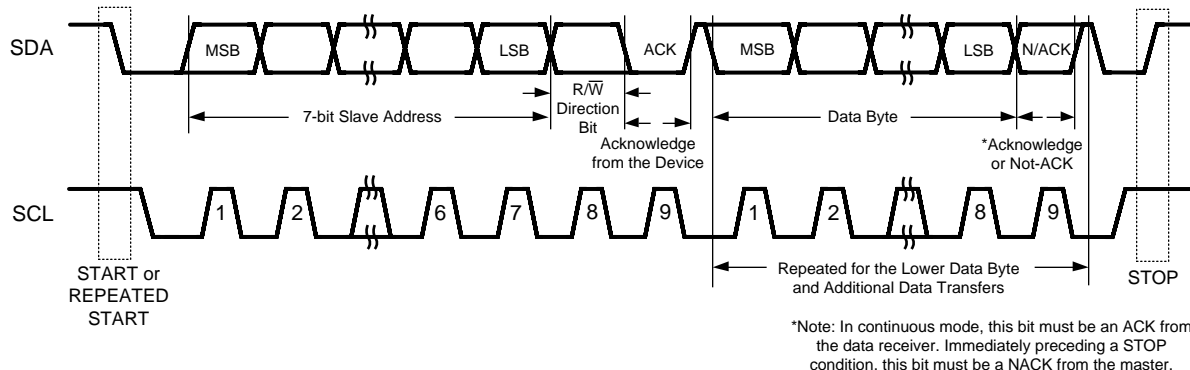 SDA
MSB
LSB
ACK
MSB
LSB
N/ACK
R/W̅
Direction
Bit
7-bit Slave Address
Acknowledge
from the Device
Data Byte
*Acknowledge
or Not-ACK
SCL
1
2
6
7
8
9
1
2
8
9
START or
REPEATED
START
Repeated for the Lower Data Byte
and Additional Data Transfers
STOP
*Note: In continuous mode, this bit must be an ACK from
the data receiver. Immediately preceding a STOP
condition, this bit must be a NACK from the master.